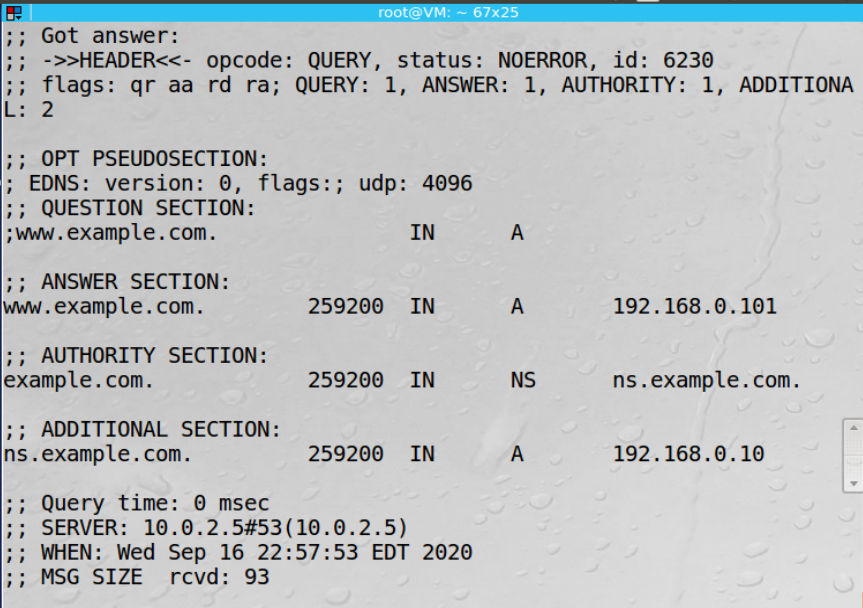 root@VM: ~ 67x25
;; Got answer:
;; ->>HEADER<<- opcode: QUERY, status: NOERROR, id: 6230
;; flags: qr aa rd ra; QUERY: 1, ANSWER: 1, AUTHORITY: 1, ADDITIONA
L: 2
;; OPT PSEUDOSECTION:
; EDNS: version: 0, flags:; udp: 4096
;; QUESTION SECTION:
;www.example.com. IN A
;; ANSWER SECTION:
www.example.com. 259200 IN A 192.168.0.101
;; AUTHORITY SECTION:
example.com. 259200 IN NS ns.example.com.
;; ADDITIONAL SECTION:
ns.example.com. 259200 IN A 192.168.0.10
;; Query time: 0 msec
;; SERVER: 10.0.2.5#53(10.0.2.5)
;; WHEN: Wed Sep 16 22:57:53 EDT 2020
;; MSG SIZE rcvd: 93